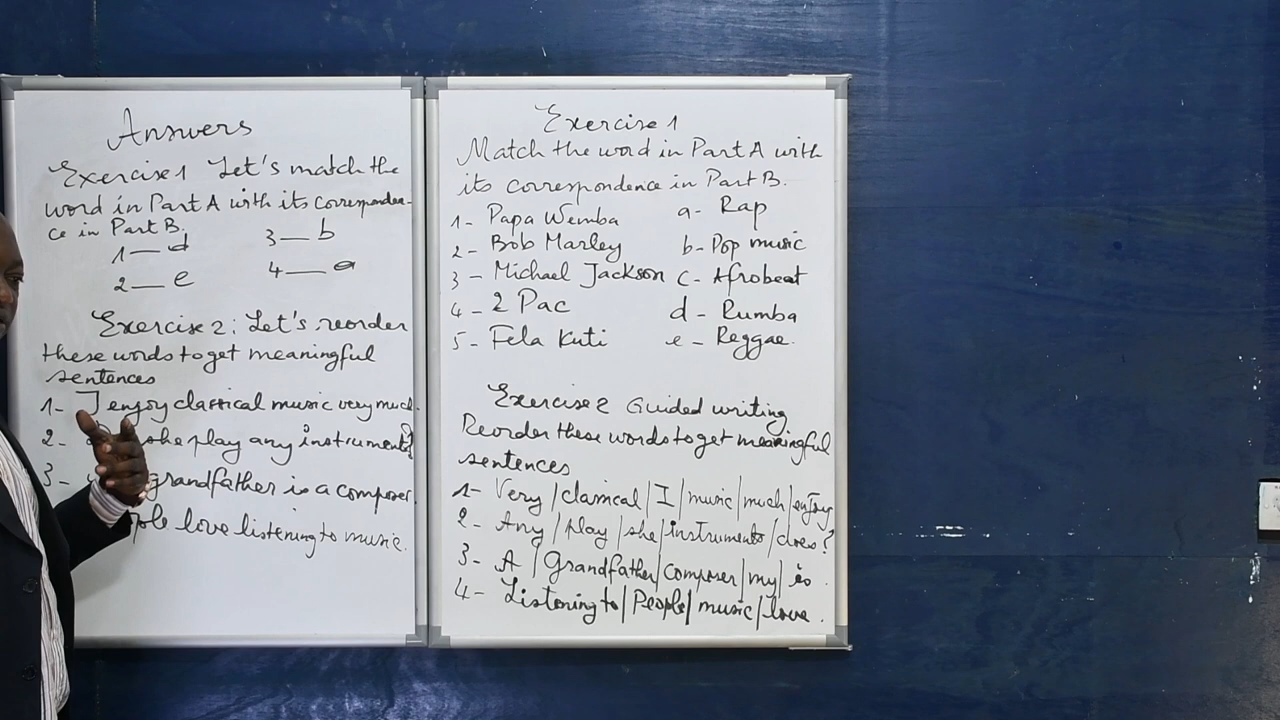 Answers
Exercise 1 Let's match the
word in Part A with its corresponden-
ce in Part B.
1 — d 3 — b
2 — e 4 — a
Exercise 2: Let's reorder
these words to get meaningful
sentences
1- I enjoy classical music very much.
2- she play any instruments?
3- grandfather is a composer.
love listening to music.
Exercise 1
Match the word in Part A with
its correspondence in Part B.
1- Papa Wemba a- Rap
2- Bob Marley b- Pop music
3- Michael Jackson c- Afrobeat
4- 2 Pac d- Rumba
5- Fela Kuti e- Reggae.
Exercise 2 Guided writing
Reorder these words to get meaningful
sentences
1- Very / classical / I / music / much / enjoy
2- Any / play / she / instruments / does?
3- A / Grandfather / composer / my / is.
4- Listening to / People / music / love.